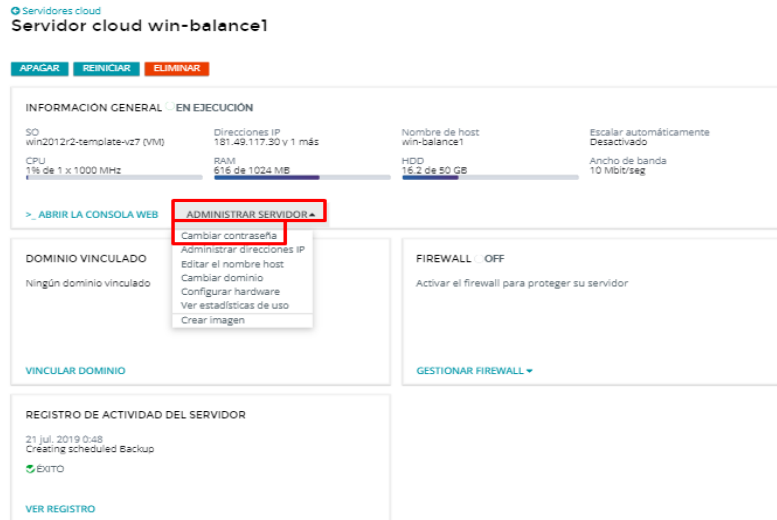 Servidores cloud
Servidor cloud win-balance1
APAGAR REINICIAR ELIMINAR
INFORMACIÓN GENERAL EN EJECUCIÓN
SO
win2012r2-template-vz7 (VM)
Direcciones IP
181.49.117.30 y 1 más
Nombre de host
win-balance1
Escalar automáticamente
Desactivado
CPU
1% de 1 x 1000 MHz
RAM
616 de 1024 MB
HDD
16.2 de 50 GB
Ancho de banda
10 Mbit/seg
>_ ABRIR LA CONSOLA WEB ADMINISTRAR SERVIDOR
Cambiar contraseña
Administrar direcciones IP
Editar el nombre host
Cambiar dominio
Configurar hardware
Ver estadísticas de uso
Crear imagen
DOMINIO VINCULADO
Ningún dominio vinculado
VINCULAR DOMINIO
FIREWALL OFF
Activar el firewall para proteger su servidor
GESTIONAR FIREWALL
REGISTRO DE ACTIVIDAD DEL SERVIDOR
21 jul. 2019 0:48
Creating scheduled Backup
ÉXITO
VER REGISTRO